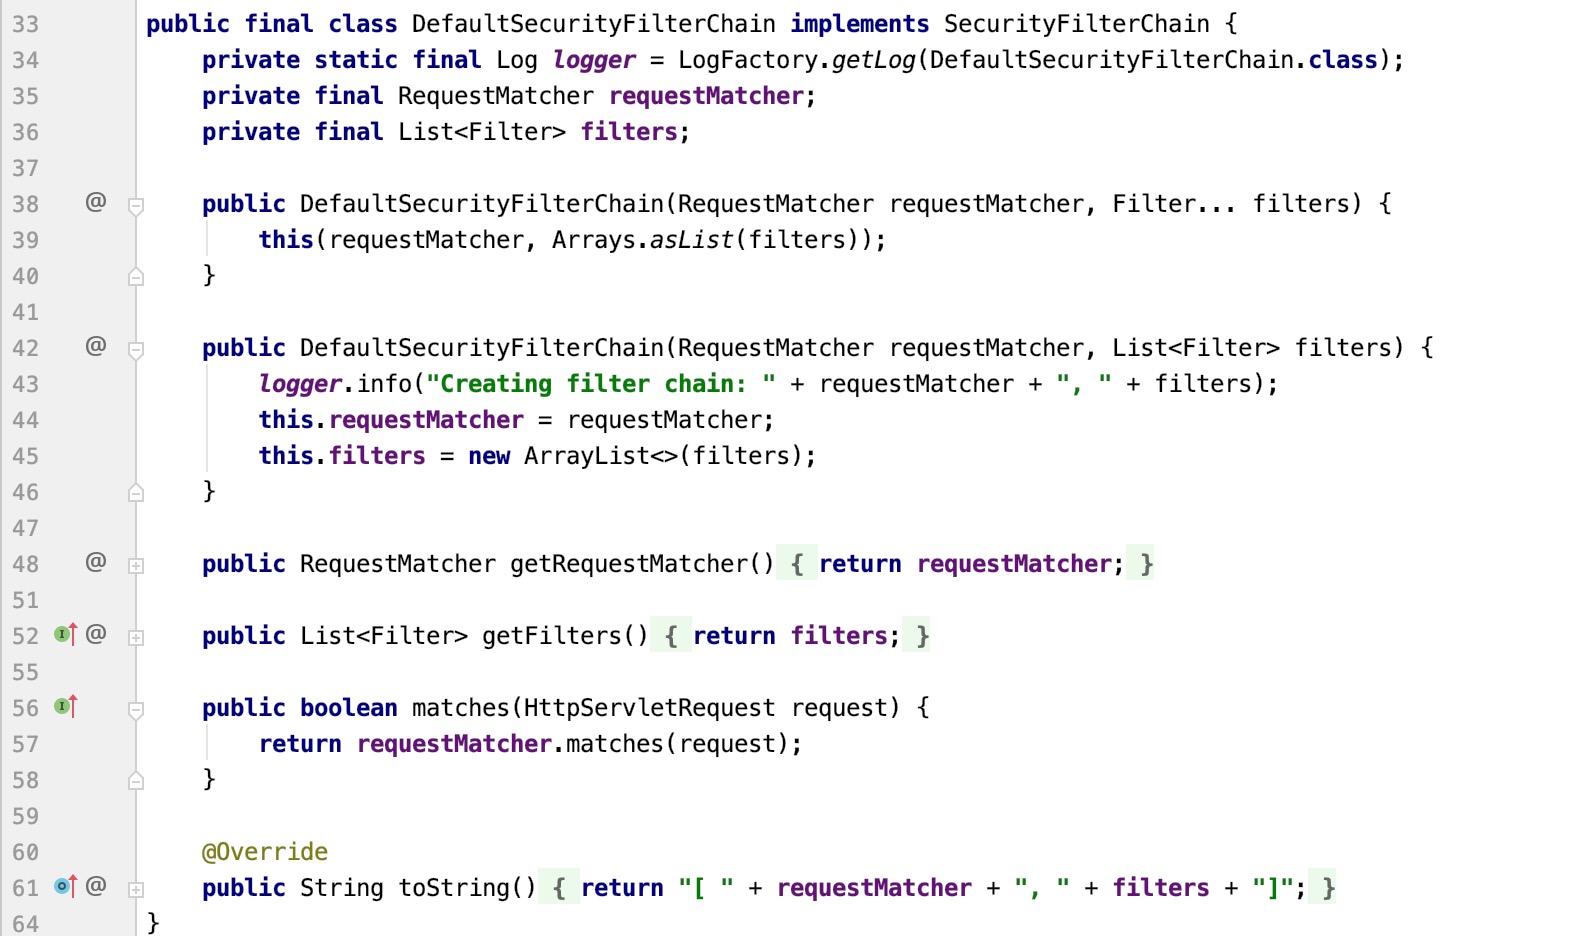 33 public final class DefaultSecurityFilterChain implements SecurityFilterChain {
34     private static final Log logger = LogFactory.getLog(DefaultSecurityFilterChain.class);
35     private final RequestMatcher requestMatcher;
36     private final List<Filter> filters;
37
38 @     public DefaultSecurityFilterChain(RequestMatcher requestMatcher, Filter... filters) {
39         this(requestMatcher, Arrays.asList(filters));
40     }
41
42 @     public DefaultSecurityFilterChain(RequestMatcher requestMatcher, List<Filter> filters) {
43         logger.info("Creating filter chain: " + requestMatcher + ", " + filters);
44         this.requestMatcher = requestMatcher;
45         this.filters = new ArrayList<>(filters);
46     }
47
48 @     public RequestMatcher getRequestMatcher() { return requestMatcher; }
51
52 @     public List<Filter> getFilters() { return filters; }
55
56     public boolean matches(HttpServletRequest request) {
57         return requestMatcher.matches(request);
58     }
59
60     @Override
61 @     public String toString() { return "[ " + requestMatcher + ", " + filters + "]"; }
64 }